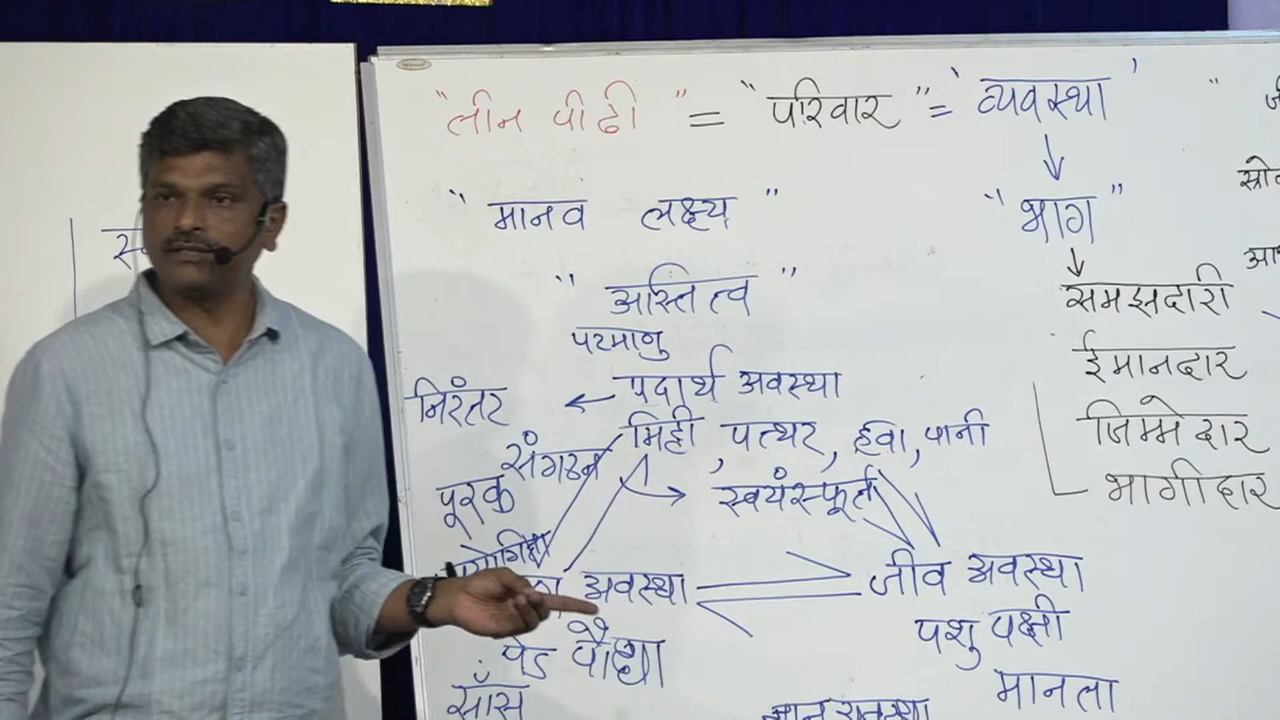 "तीन पीढी" = "परिवार" = 'व्यवस्था'
"मानव लक्ष्य"
"भाग"
"अस्तित्व"
समझदारी
परमाणु
ईमानदार
निरंतर ← पदार्थ अवस्था
जिम्मेदार
मिट्टी, पत्थर, हवा, पानी
संगठन
भागीदार
पूरक
स्वयंस्फूर्त
अवस्था
जीव अवस्था
पेड पौधा
पशु पक्षी
साँस
मानता